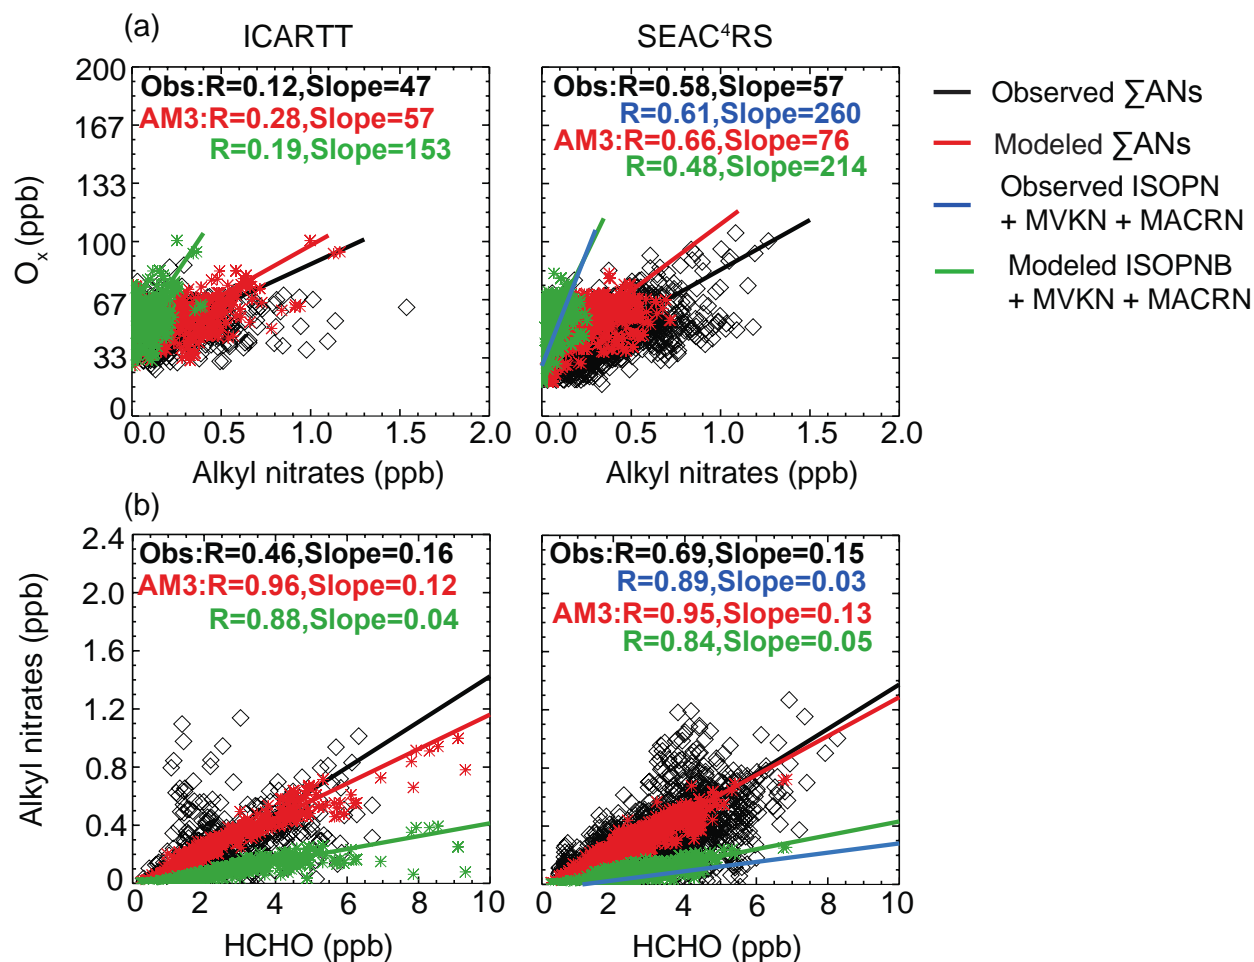 (a)
ICARTT
SEAC⁴RS
200
167
133
100
67
33
0
Oₓ (ppb)
Obs:R=0.12,Slope=47
AM3:R=0.28,Slope=57
R=0.19,Slope=153
0.0 0.5 1.0 1.5 2.0
Alkyl nitrates (ppb)
Obs:R=0.58,Slope=57
R=0.61,Slope=260
AM3:R=0.66,Slope=76
R=0.48,Slope=214
0.0 0.5 1.0 1.5 2.0
Alkyl nitrates (ppb)
Observed ∑ANs
Modeled ∑ANs
Observed ISOPN
+ MVKN + MACRN
Modeled ISOPNB
+ MVKN + MACRN
(b)
2.4
2.0
1.6
1.2
0.8
0.4
0
Alkyl nitrates (ppb)
Obs:R=0.46,Slope=0.16
AM3:R=0.96,Slope=0.12
R=0.88,Slope=0.04
0 2 4 6 8 10
HCHO (ppb)
Obs:R=0.69,Slope=0.15
R=0.89,Slope=0.03
AM3:R=0.95,Slope=0.13
R=0.84,Slope=0.05
0 2 4 6 8 10
HCHO (ppb)